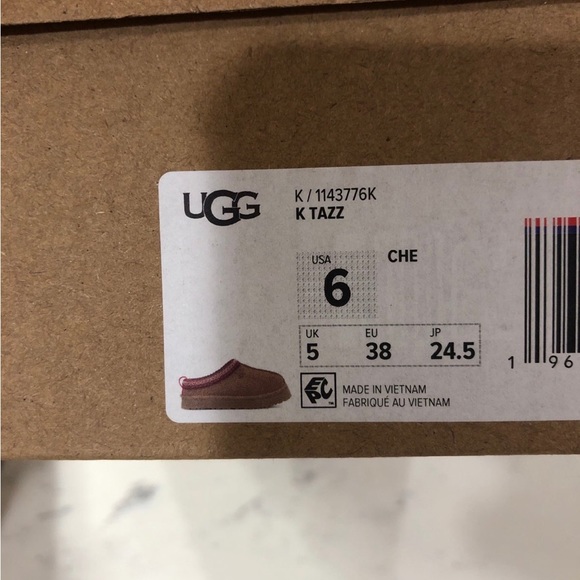 UGG
K / 1143776K
K TAZZ
USA
6
CHE
UK EU JP
5 38 24.5
1 96
EPC™
MADE IN VIETNAM
FABRIQUÉ AU VIETNAM